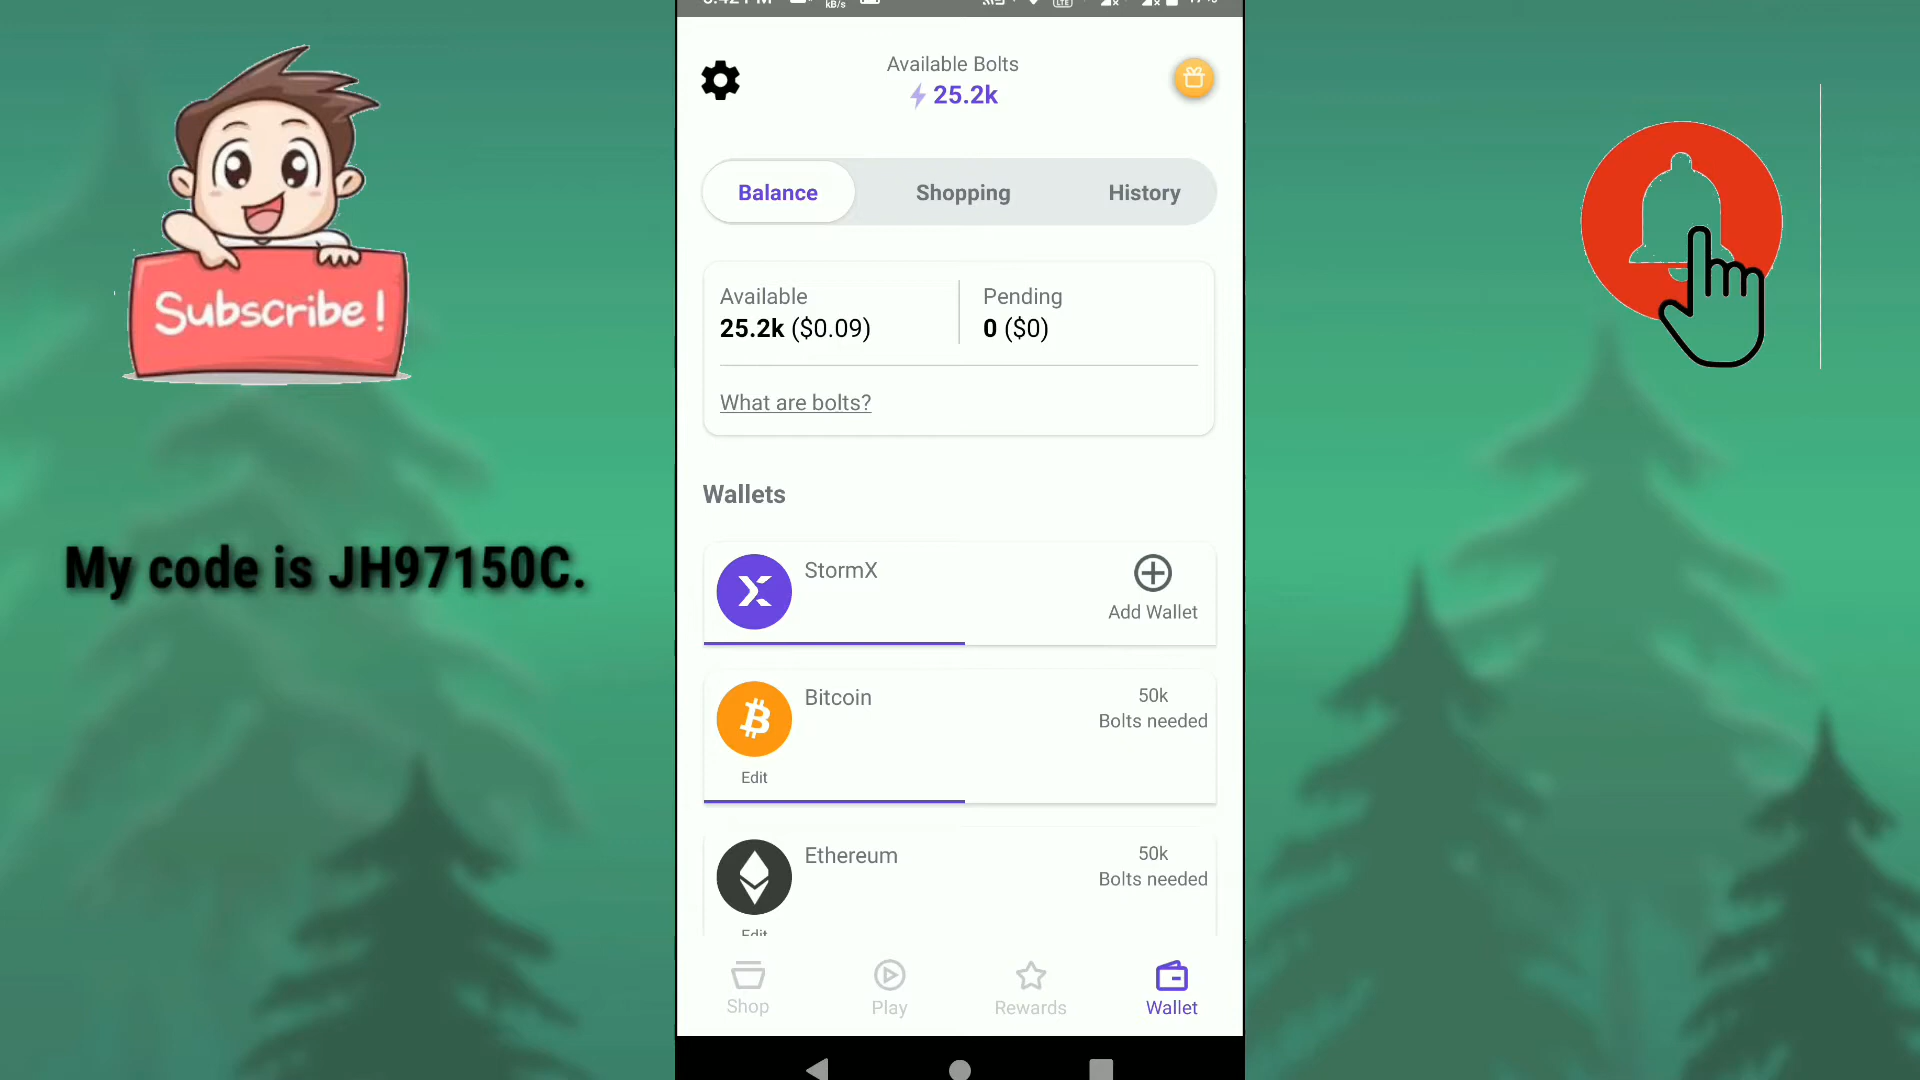 kB/s
Available Bolts
25.2k
Balance
Shopping
History
Available
25.2k ($0.09)
Pending
0 ($0)
What are bolts?
Wallets
StormX
Add Wallet
Bitcoin
50k
Bolts needed
Edit
Ethereum
50k
Bolts needed
Edit
Shop
Play
Rewards
Wallet
Subscribe!
My code is JH97150C.